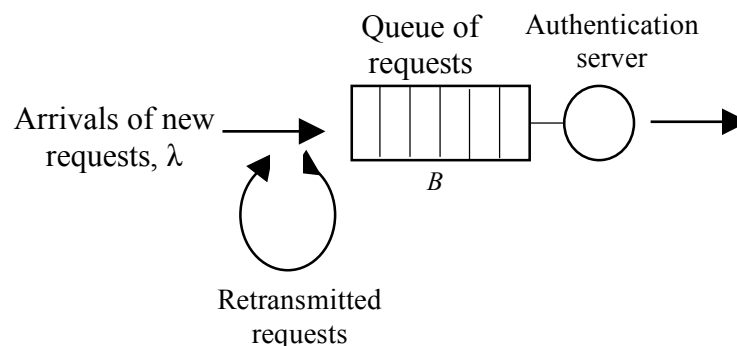 Queue of
requests
Authentication
server
Arrivals of new
requests, λ
B
Retransmitted
requests